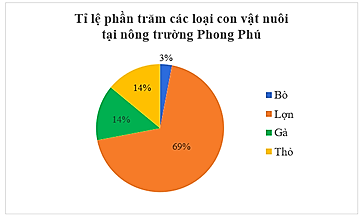 Tỉ lệ phần trăm các loại con vật nuôi
tại nông trường Phong Phú
3%
14%
14%
69%
Bò
Lợn
Gà
Thỏ